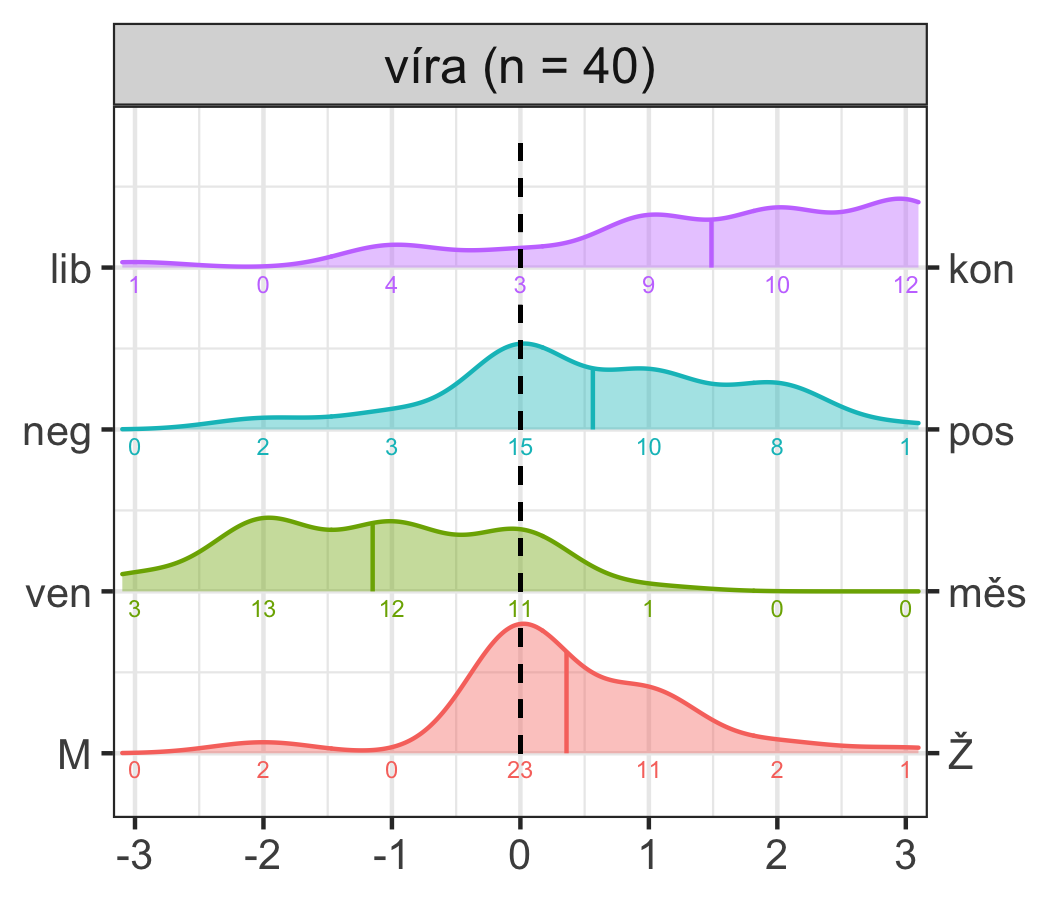 víra (n = 40)
lib kon
1 0 4 3 9 10 12
neg pos
0 2 3 15 10 8 1
ven měs
3 13 12 11 1 0 0
M Ž
0 2 0 23 11 2 1
-3 -2 -1 0 1 2 3